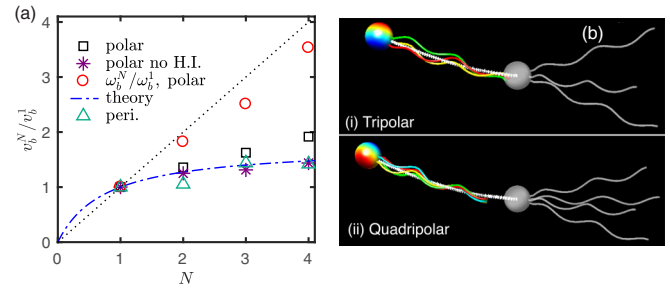 (a)
4
3
2
1
0
v_b^N/v_b^1
polar
polar no H.I.
ω_b^N/ω_b^1, polar
theory
peri.
0 1 2 3 4
N
(b)
(i) Tripolar
(ii) Quadripolar